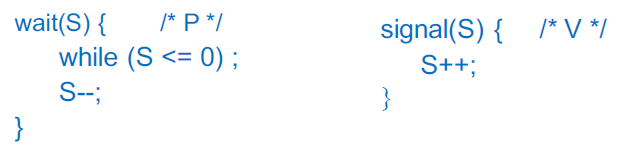 wait(S) {        /* P */
    while (S <= 0) ;
    S--;
}
signal(S) {    /* V */
    S++;
}